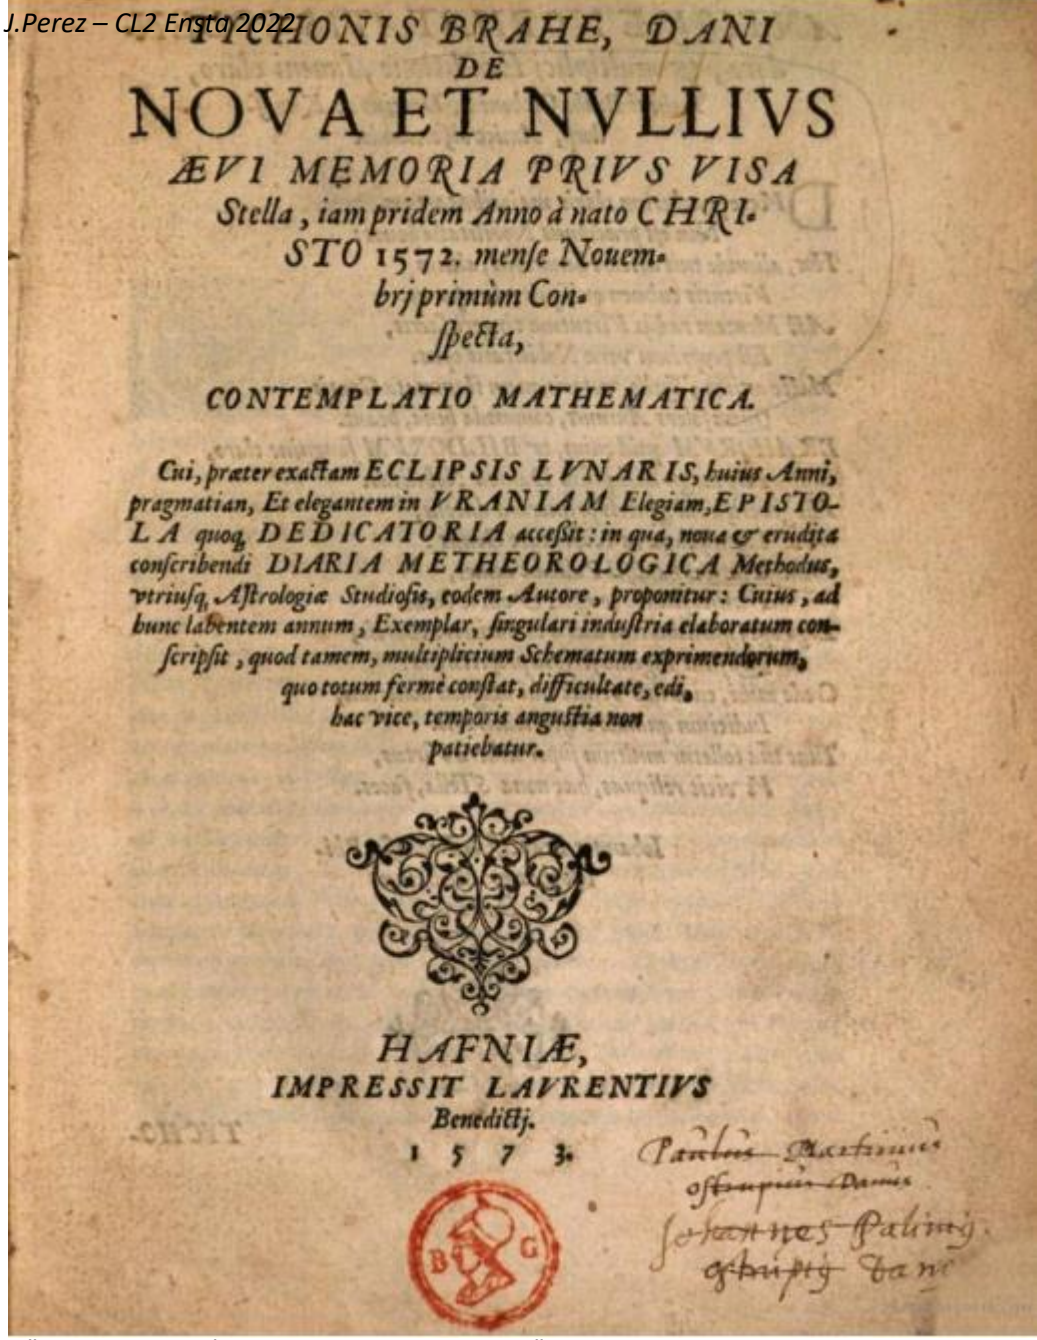 J.Perez – CL2 Ensta 2022
TYCHONIS BRAHE, DANI
DE
NOVA ET NVLLIVS
ÆVI MEMORIA PRIVS VISA
Stella, iam pridem Anno à nato CHRI-
STO 1572. menſe Nouem-
brj primùm Con-
ſpecta,
CONTEMPLATIO MATHEMATICA.
Cui, præter exactam ECLIPSIS LVNARIS, huius Anni,
pragmatian, Et elegantem in VRANIAM Elegiam, EPISTO-
LA quoq; DEDICATORIA acceßit: in qua, noua & erudita
conſcribendi DIARIA METHEOROLOGICA Methodus,
vtriuſq; Aſtrologiæ Studioſis, eodem Autore, proponitur: Cuius, ad
hunc labentem annum, Exemplar, ſingulari induſtria elaboratum con-
ſcripſit, quod tamem, multiplicium Schematum exprimendorum,
quo totum fermè conſtat, difficultate, edi,
hac vice, temporis anguſtia non
patiebatur.
HAFNIÆ,
IMPRESSIT LAVRENTIVS
Benedictj.
1573.
B G
Johannes